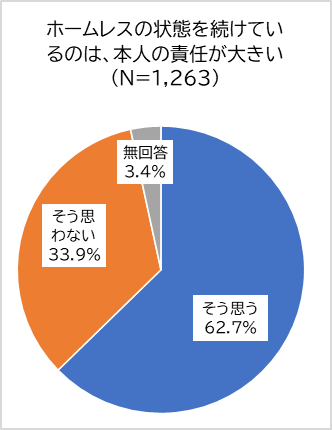 ホームレスの状態を続けてい
るのは、本人の責任が大きい
（N=1,263）
無回答
3.4%
そう思
わない
33.9%
そう思う
62.7%